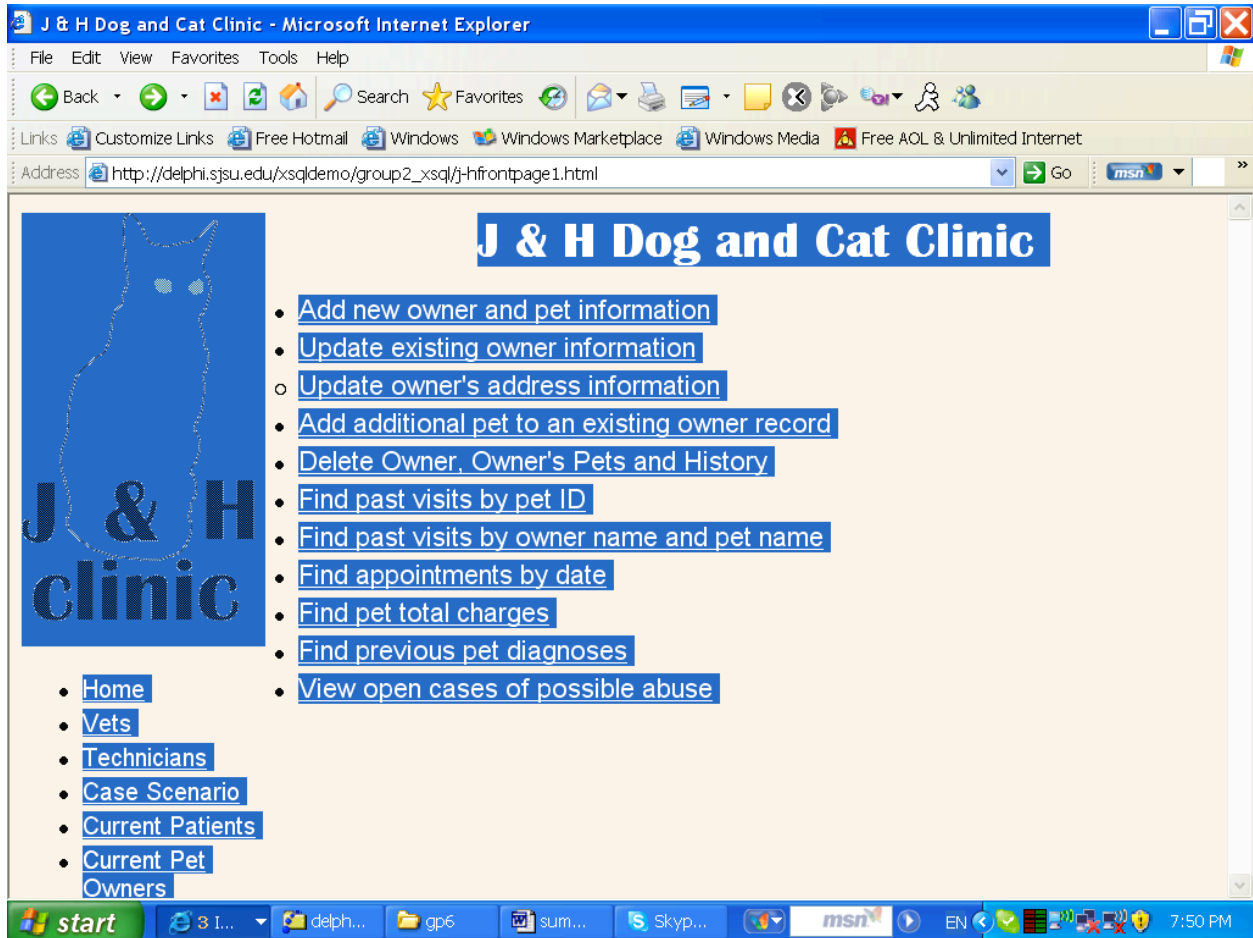 J & H Dog and Cat Clinic - Microsoft Internet Explorer
File Edit View Favorites Tools Help
Back Search Favorites
Links Customize Links Free Hotmail Windows Windows Marketplace Windows Media Free AOL & Unlimited Internet
Address http://delphi.sjsu.edu/xsqldemo/group2_xsql/j-hfrontpage1.html Go msn »
J & H
clinic
Home
Vets
Technicians
Case Scenario
Current Patients
Current Pet
Owners
J & H Dog and Cat Clinic
Add new owner and pet information
Update existing owner information
Update owner's address information
Add additional pet to an existing owner record
Delete Owner, Owner's Pets and History
Find past visits by pet ID
Find past visits by owner name and pet name
Find appointments by date
Find pet total charges
Find previous pet diagnoses
View open cases of possible abuse
start 3 I... delph... gp6 sum... Skyp... msn EN 7:50 PM